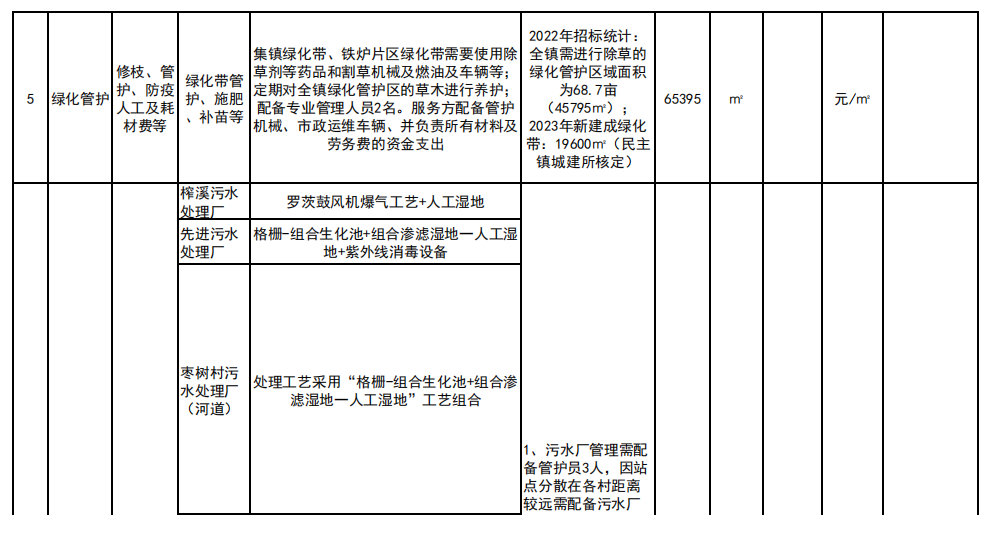 5
绿化管护
修枝、管
护、防疫
人工及耗
材费等
绿化带管
护、施肥
、补苗等
集镇绿化带、铁炉片区绿化带需要使用除
草剂等药品和割草机械及燃油及车辆等；
定期对全镇绿化管护区的草木进行养护；
配备专业管理人员2名。服务方配备管护
机械、市政运维车辆、并负责所有材料及
劳务费的资金支出
2022年招标统计：
全镇需进行除草的
绿化管护区域面积
为68.7亩
（45795㎡）；
2023年新建成绿化
带：19600㎡（民主
镇城建所核定）
65395
㎡
元/㎡
榨溪污水
处理厂
罗茨鼓风机爆气工艺+人工湿地
先进污水
处理厂
格栅-组合生化池+组合渗滤湿地一人工湿
地+紫外线消毒设备
枣树村污
水处理厂
（河道）
处理工艺采用“格栅-组合生化池+组合渗
滤湿地一人工湿地”工艺组合
1、污水厂管理需配
备管护员3人，因站
点分散在各村距离
较远需配备污水厂